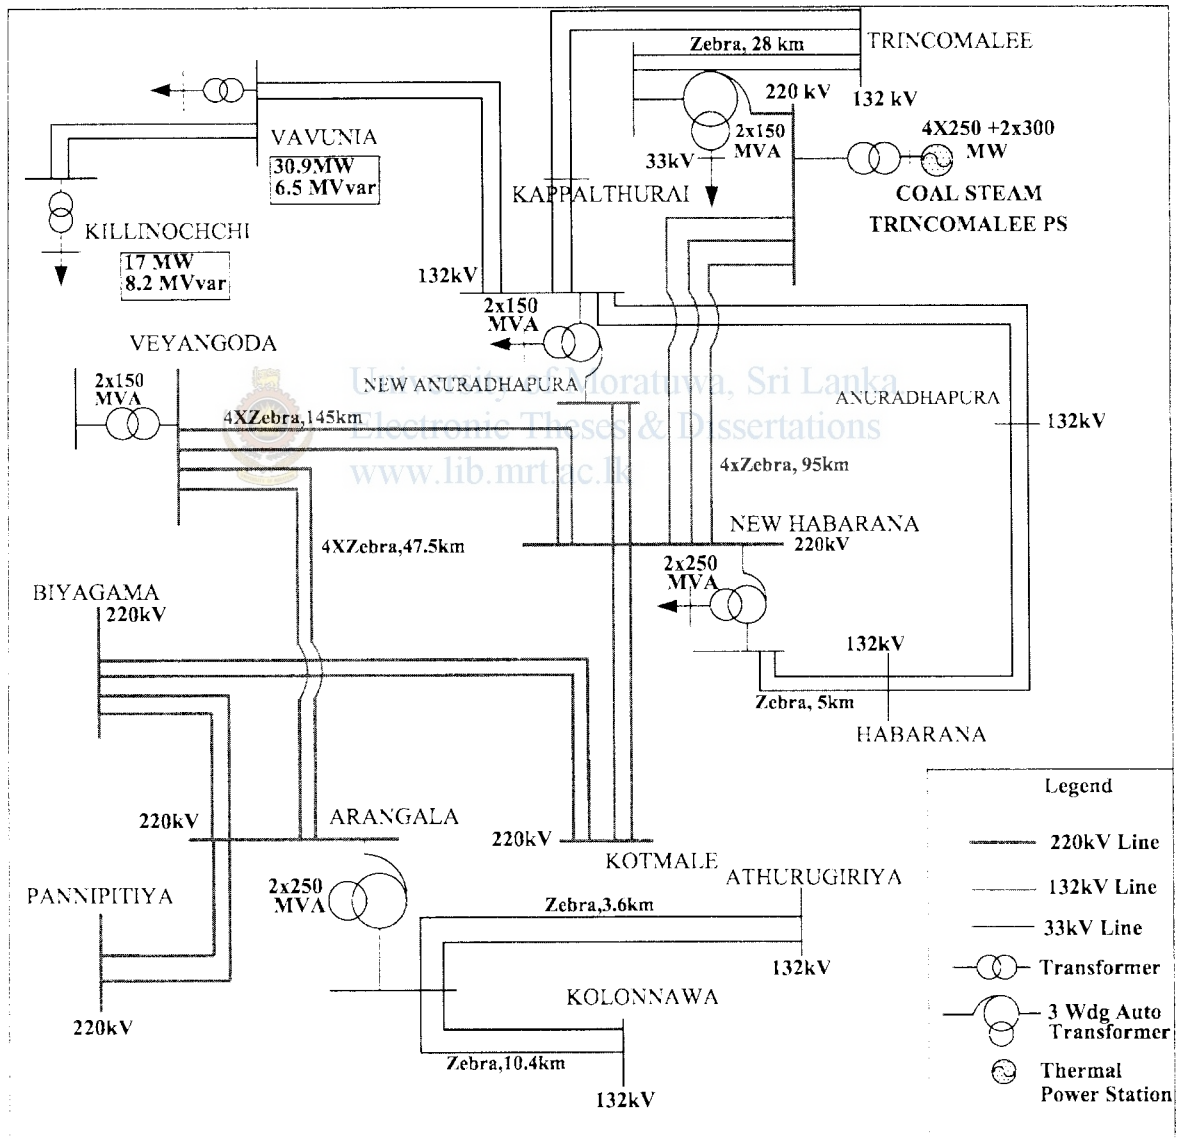 TRINCOMALEE
Zebra, 28 km
220 kV
132 kV
VAVUNIA
30.9MW
6.5 MVvar
2x150
MVA
33kV
4X250 +2x300
MW
COAL STEAM
TRINCOMALEE PS
KAPPALTHURAI
KILLINOCHCHI
17 MW
8.2 MVvar
132kV
2x150
MVA
VEYANGODA
2x150
MVA
NEW ANURADHAPURA
University of Moratuwa, Sri Lanka
Electronic Theses & Dissertations
www.lib.mrt.ac.lk
ANURADHAPURA
132kV
4XZebra,145km
4xZebra, 95km
NEW HABARANA
220kV
4XZebra,47.5km
2x250
MVA
BIYAGAMA
220kV
132kV
Zebra, 5km
HABARANA
220kV
ARANGALA
220kV
KOTMALE
Legend
220kV Line
132kV Line
33kV Line
Transformer
3 Wdg Auto
Transformer
Thermal
Power Station
PANNIPITIYA
220kV
2x250
MVA
ATHURUGIRIYA
Zebra,3.6km
132kV
KOLONNAWA
Zebra,10.4km
132kV